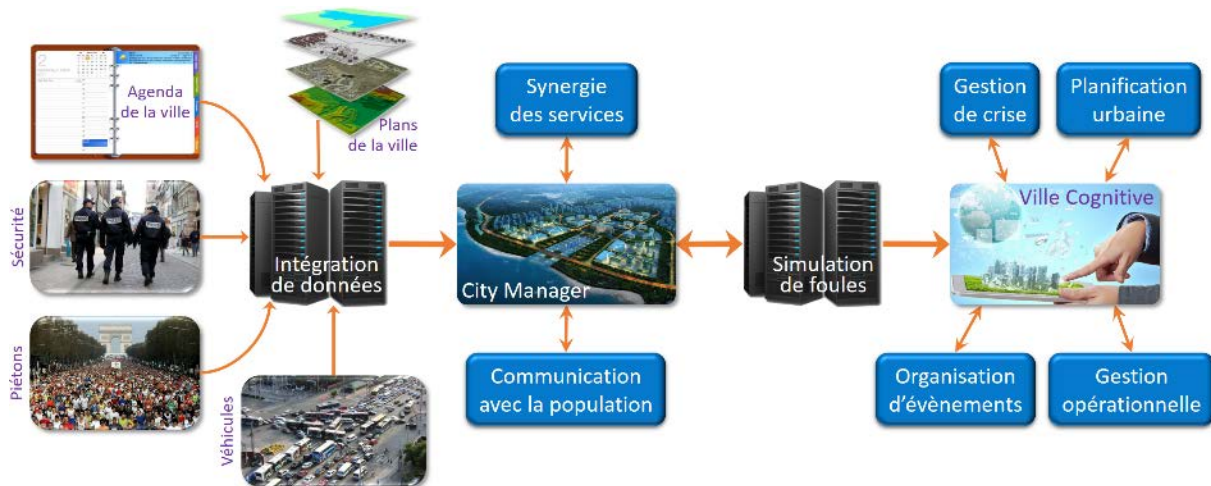 Agenda
de la ville
Plans
de la ville
Sécurité
Piétons
Véhicules
Intégration
de données
Synergie
des services
City Manager
Communication
avec la population
Simulation
de foules
Gestion
de crise
Planification
urbaine
Ville Cognitive
Organisation
d'évènements
Gestion
opérationnelle